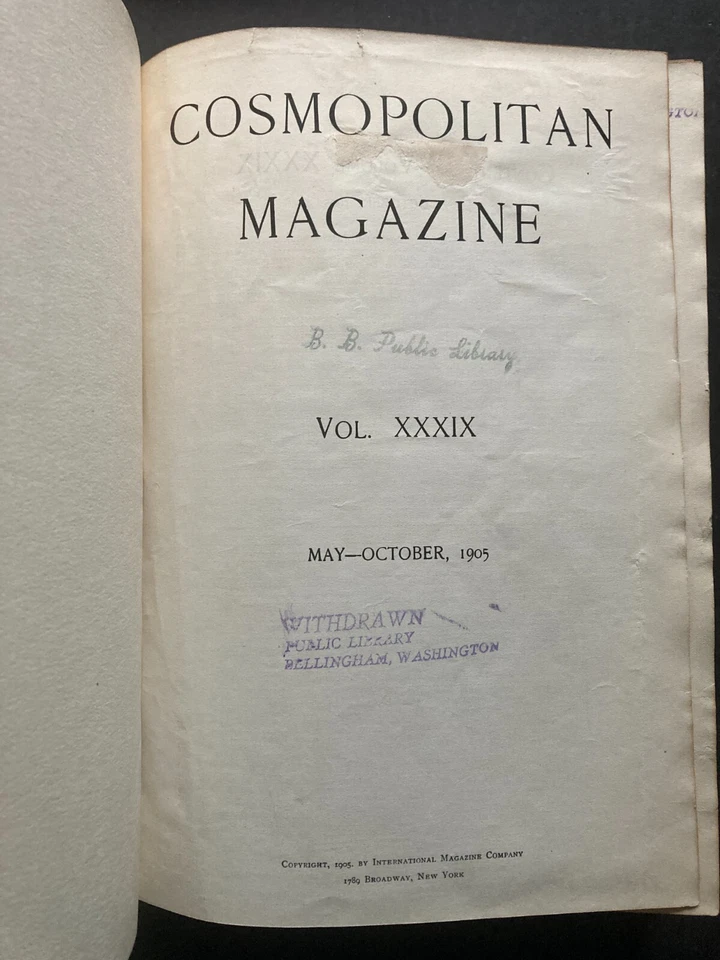 COSMOPOLITAN
MAGAZINE
B. B. Public Library
VOL. XXXIX
MAY—OCTOBER, 1905
WITHDRAWN
PUBLIC LIBRARY
BELLINGHAM, WASHINGTON
COPYRIGHT, 1905. BY INTERNATIONAL MAGAZINE COMPANY
1789 BROADWAY, NEW YORK